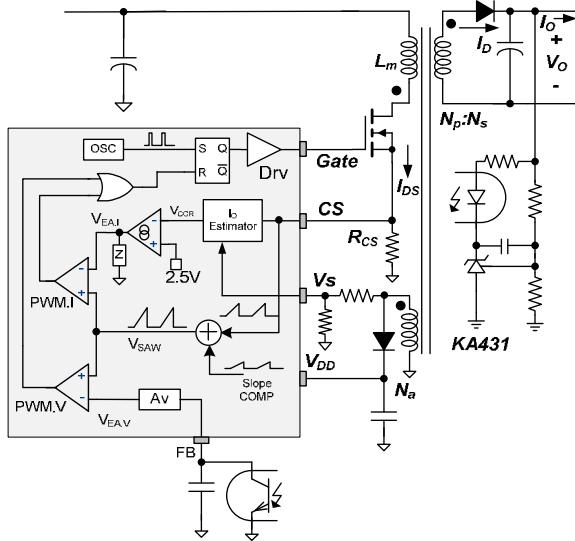 I_O
+
V_O
-
I_D
L_m
N_p:N_s
OSC
S Q
R Q̅
Drv
Gate
I_DS
CS
R_CS
V_EA.I
V_COR
I_O
Estimator
-
+
2.5V
Z
Vs
PWM.I
-
+
V_SAW
+
Slope
COMP
V_DD
N_a
KA431
PWM.V
+
-
V_EA.V
Av
FB